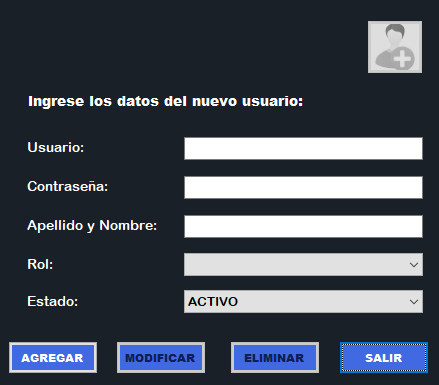 Ingrese los datos del nuevo usuario:
Usuario:
Contraseña:
Apellido y Nombre:
Rol:
Estado: ACTIVO
AGREGAR MODIFICAR ELIMINAR SALIR